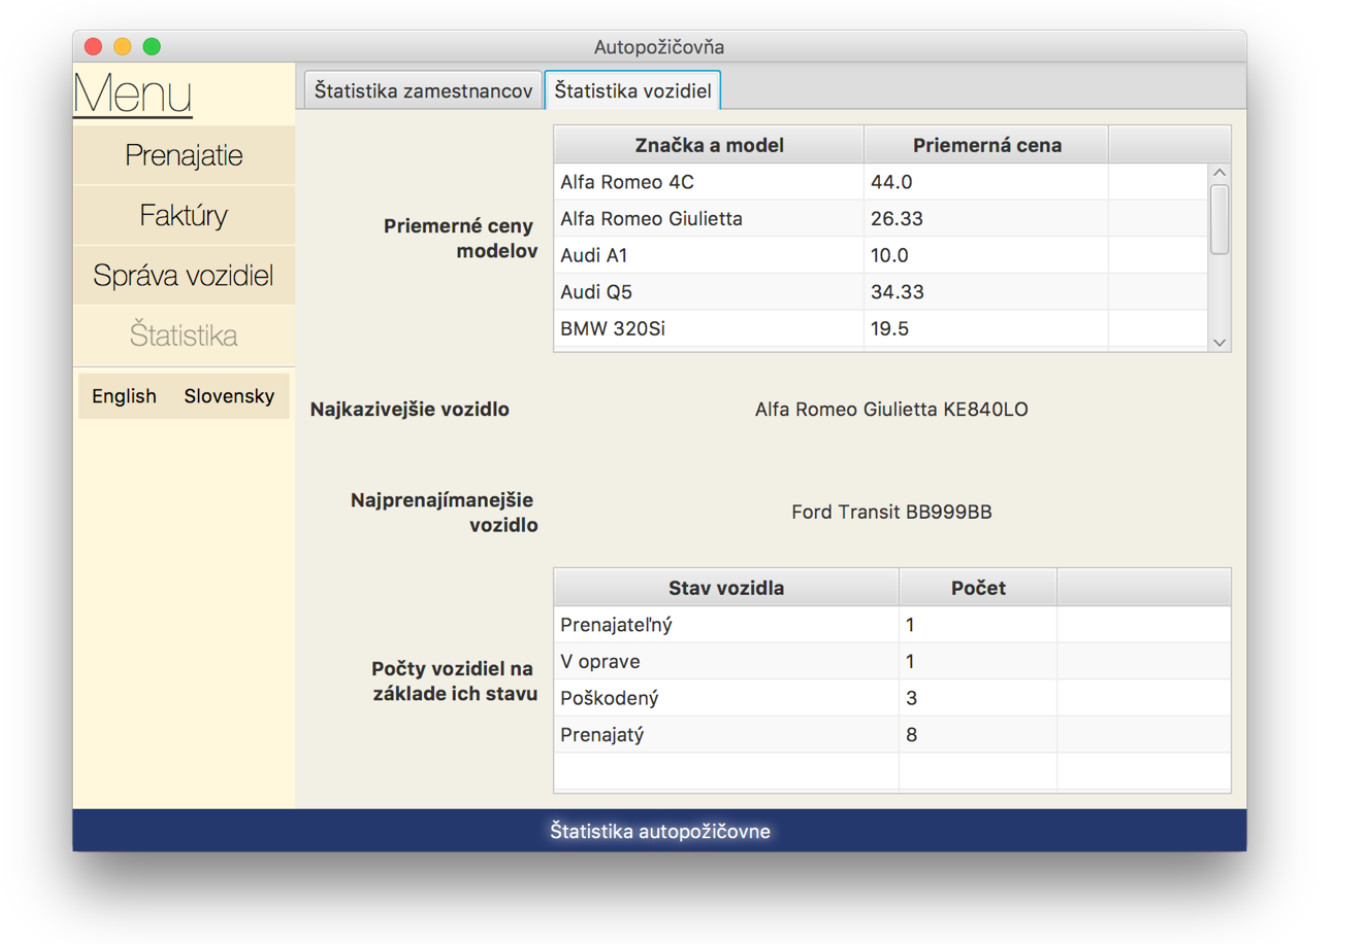 Autopožičovňa
Menu
Prenajatie
Faktúry
Správa vozidiel
Štatistika
English Slovensky
Štatistika zamestnancov Štatistika vozidiel
Priemerné ceny
modelov
Značka a model Priemerná cena
Alfa Romeo 4C 44.0
Alfa Romeo Giulietta 26.33
Audi A1 10.0
Audi Q5 34.33
BMW 320Si 19.5
Najkazivejšie vozidlo Alfa Romeo Giulietta KE840LO
Najprenajímanejšie
vozidlo
Ford Transit BB999BB
Počty vozidiel na
základe ich stavu
Stav vozidla Počet
Prenajateľný 1
V oprave 1
Poškodený 3
Prenajatý 8
Štatistika autopožičovne